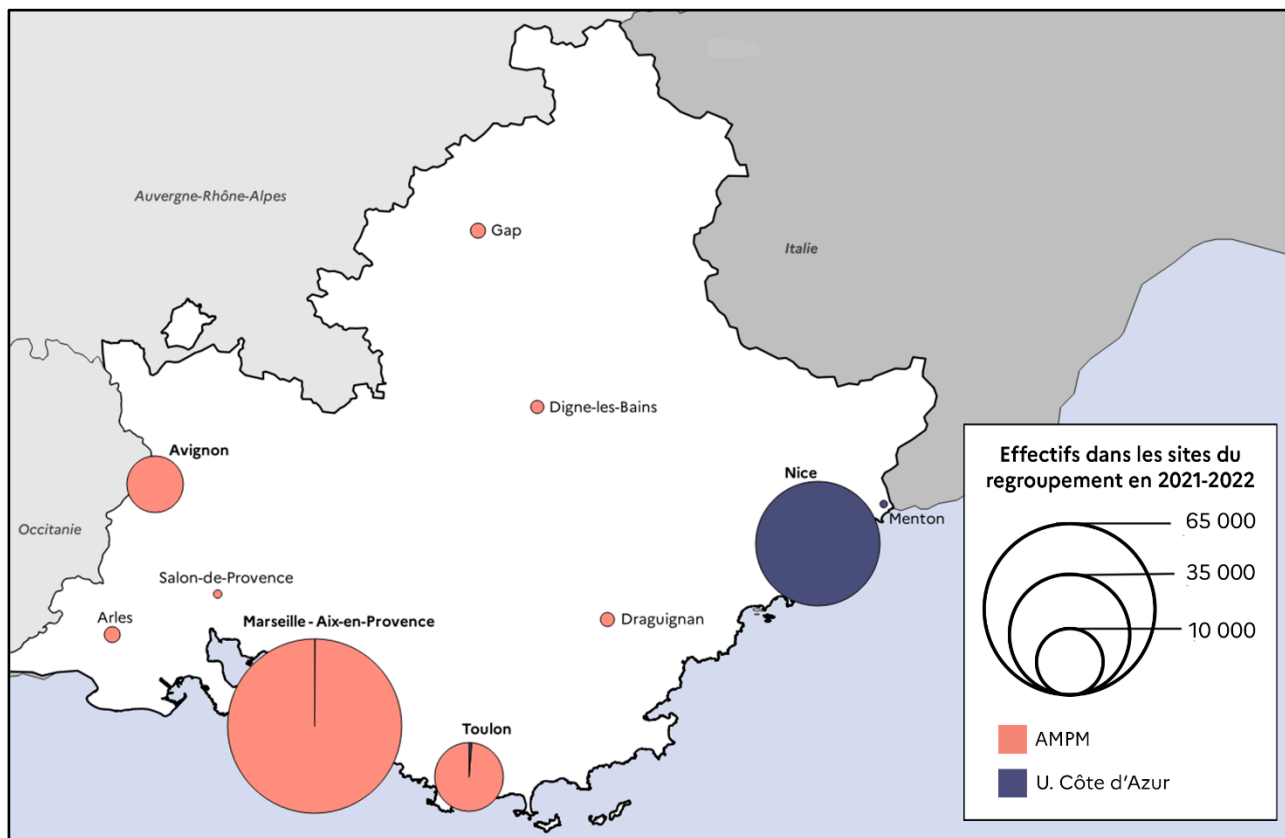 Auvergne-Rhône-Alpes
Gap
Italie
Digne-les-Bains
Avignon
Nice
Menton
Occitanie
Salon-de-Provence
Arles
Marseille - Aix-en-Provence
Draguignan
Toulon
Effectifs dans les sites du
regroupement en 2021-2022
65 000
35 000
10 000
AMPM
U. Côte d'Azur